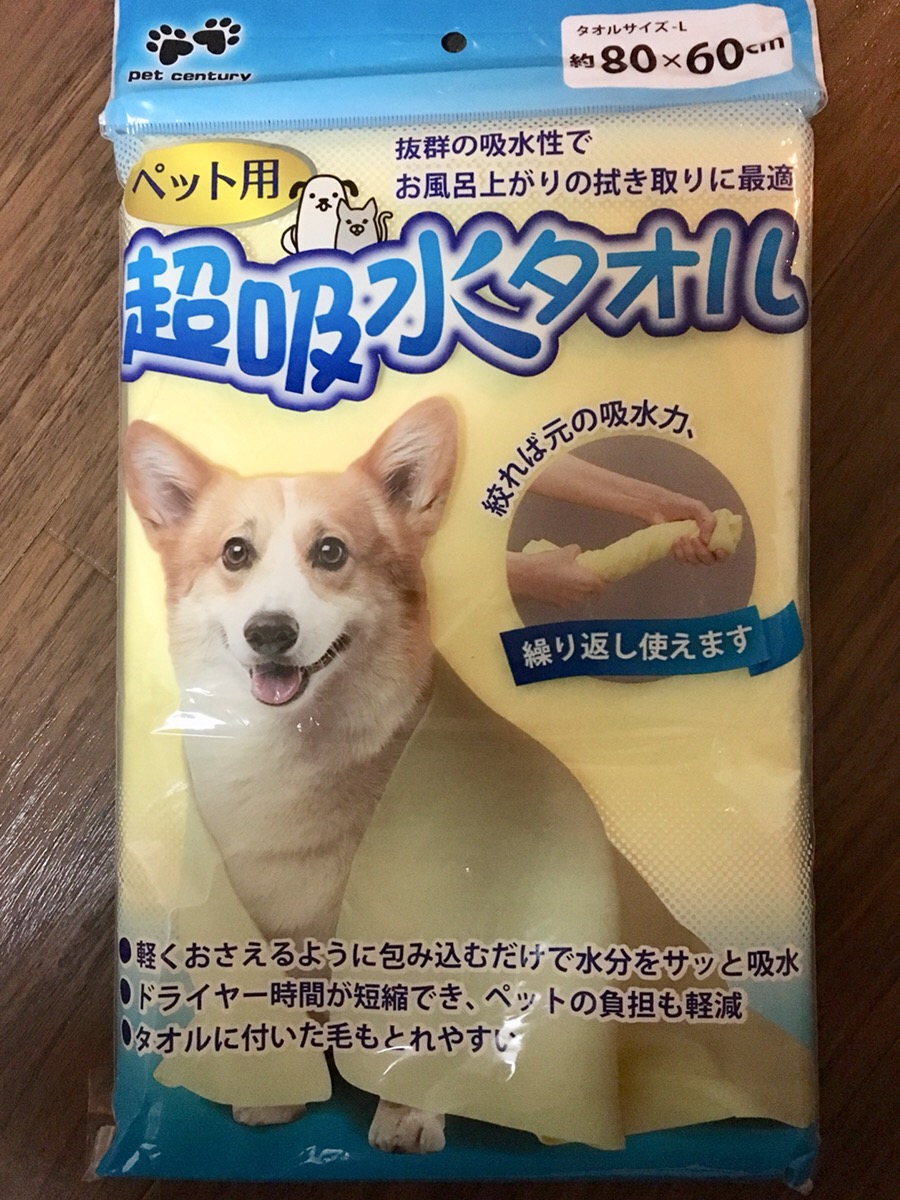 pet century
タオルサイズ-L
約80×60cm
ペット用
抜群の吸水性で
お風呂上がりの拭き取りに最適
超吸水タオル
絞れば元の吸水力、
繰り返し使えます
●軽くおさえるように包み込むだけで水分をサッと吸水
●ドライヤー時間が短縮でき、ペットの負担も軽減
●タオルに付いた毛もとれやすい